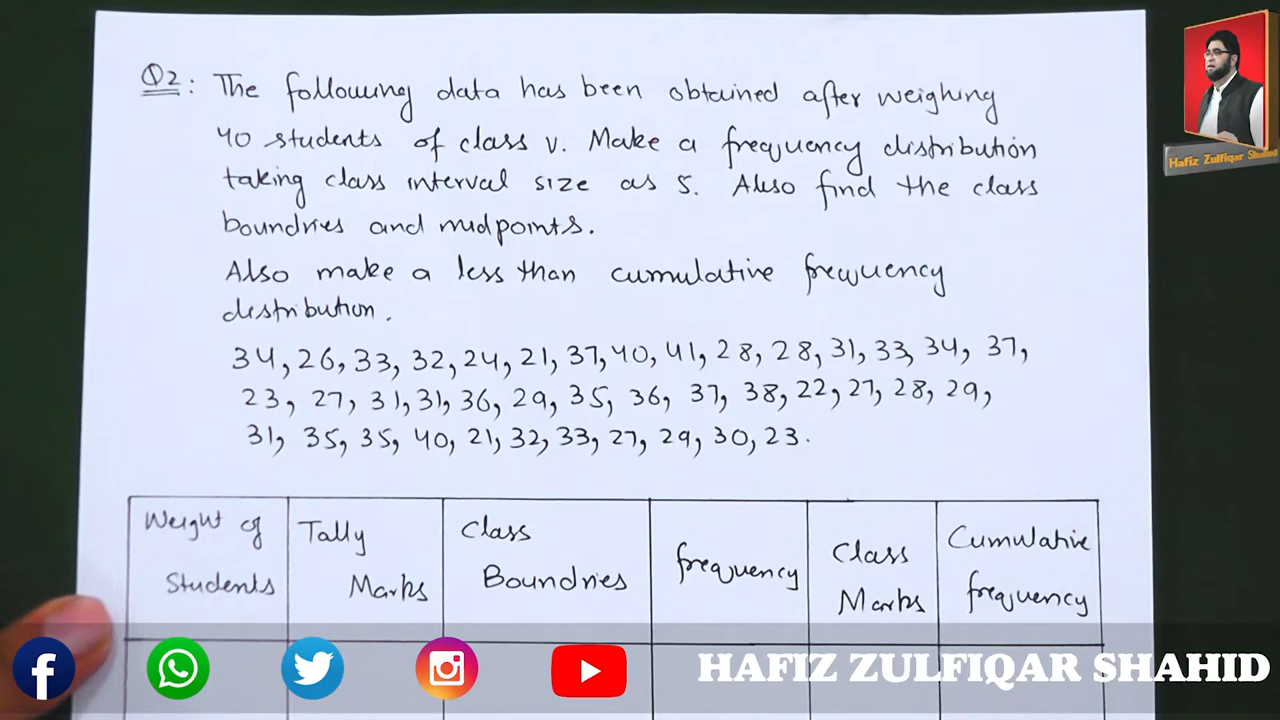 Q2: The following data has been obtained after weighing
40 students of class v. Make a frequency distribution
taking class interval size as 5. Also find the class
boundries and midpoints.
Also make a less than cumulative frequency
distribution.
34, 26, 33, 32, 24, 21, 37, 40, 41, 28, 28, 31, 33, 34, 37,
23, 27, 31, 31, 36, 29, 35, 36, 37, 38, 22, 27, 28, 29,
31, 35, 35, 40, 21, 32, 33, 27, 29, 30, 23.
Weight of Students
Tally Marks
Class Boundries
frequency
Class Marks
Cumulative frequency
Hafiz Zulfiqar Shahid
HAFIZ ZULFIQAR SHAHID